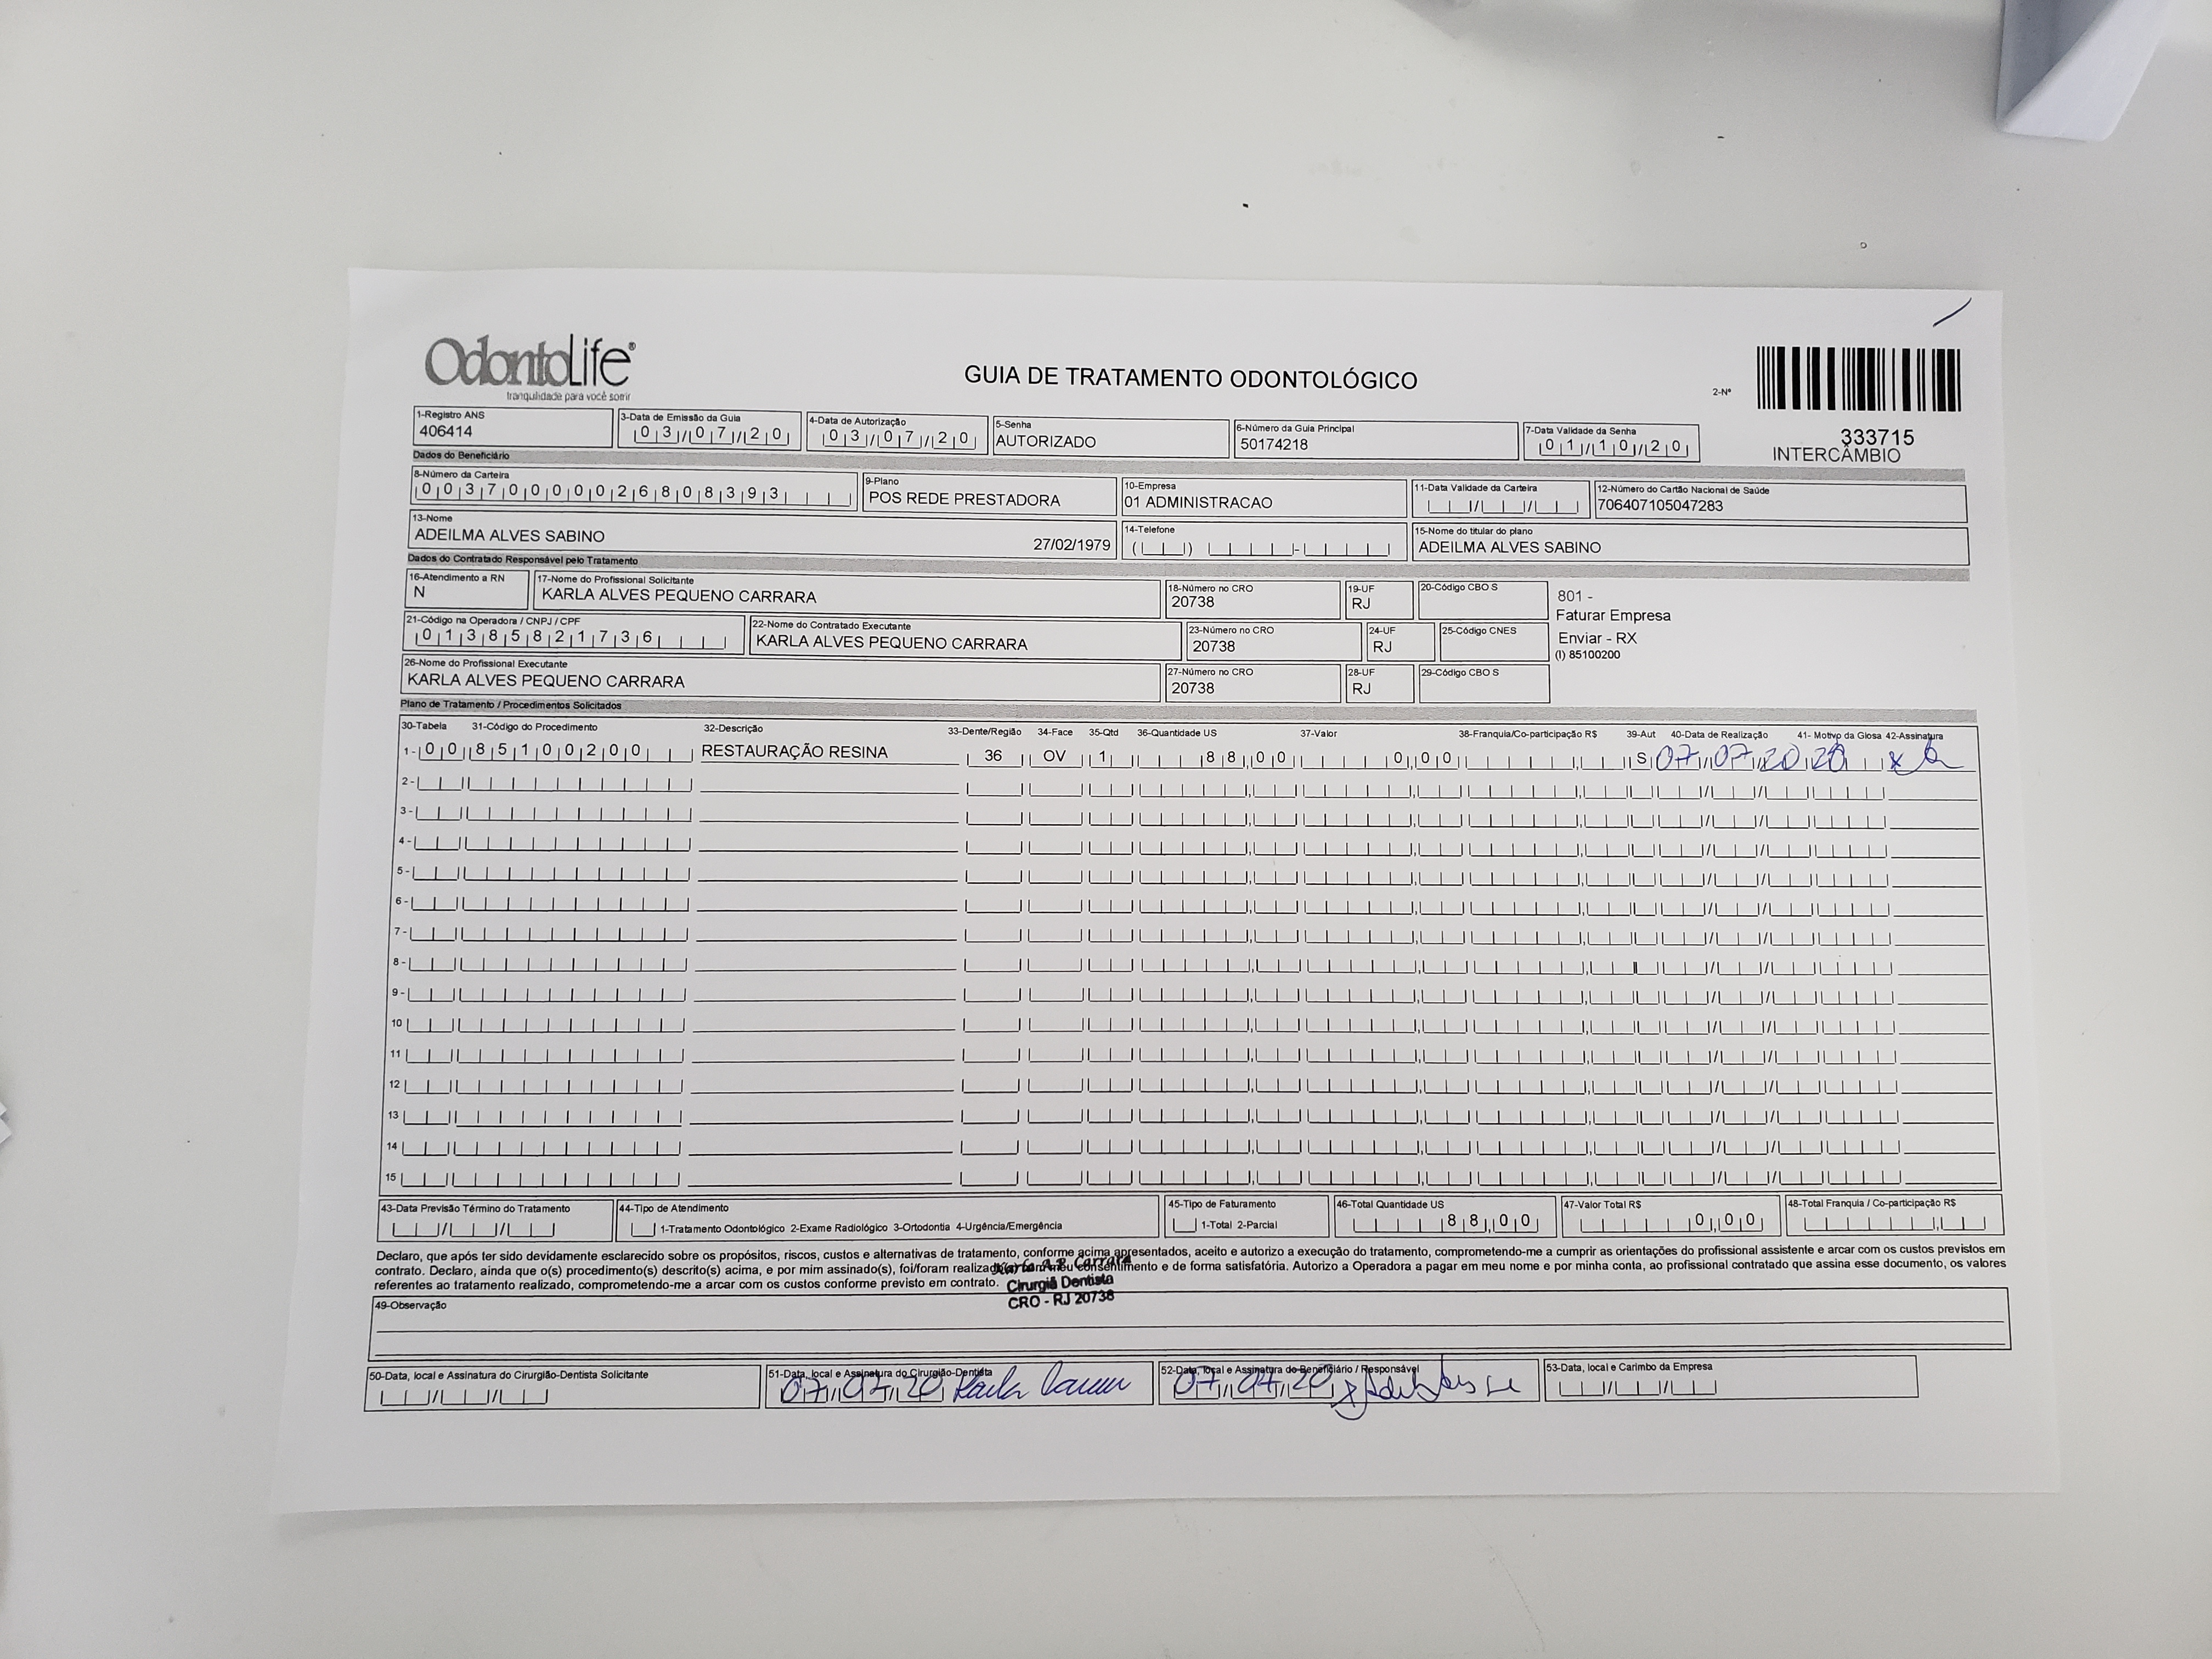 OdontoLife®
tranquilidade para você sorrir
GUIA DE TRATAMENTO ODONTOLÓGICO
2-Nº
333715
INTERCÂMBIO
1-Registro ANS
406414
3-Data de Emissão da Guia
03/07/20
4-Data de Autorização
03/07/20
5-Senha
AUTORIZADO
6-Número da Guia Principal
50174218
7-Data Validade da Senha
01/10/20
Dados do Beneficiário
8-Número da Carteira
00370000026808393
9-Plano
POS REDE PRESTADORA
10-Empresa
01 ADMINISTRACAO
11-Data Validade da Carteira
12-Número do Cartão Nacional de Saúde
706407105047283
13-Nome
ADEILMA ALVES SABINO 27/02/1979
14-Telefone
15-Nome do titular do plano
ADEILMA ALVES SABINO
Dados do Contratado Responsável pelo Tratamento
16-Atendimento a RN
N
17-Nome do Profissional Solicitante
KARLA ALVES PEQUENO CARRARA
18-Número no CRO
20738
19-UF
RJ
20-Código CBO S
801 -
Faturar Empresa
Enviar - RX
(I) 85100200
21-Código na Operadora / CNPJ / CPF
01385821736
22-Nome do Contratado Executante
KARLA ALVES PEQUENO CARRARA
23-Número no CRO
20738
24-UF
RJ
25-Código CNES
26-Nome do Profissional Executante
KARLA ALVES PEQUENO CARRARA
27-Número no CRO
20738
28-UF
RJ
29-Código CBO S
Plano de Tratamento / Procedimentos Solicitados
30-Tabela 31-Código do Procedimento 32-Descrição 33-Dente/Região 34-Face 35-Qtd 36-Quantidade US 37-Valor 38-Franquia/Co-participação R$ 39-Aut 40-Data de Realização 41- Motivo da Glosa 42-Assinatura
1- 00 85100200 RESTAURAÇÃO RESINA 36 OV 1 88,00 0,00 S 07/07/2020 x
2-
3-
4-
5-
6-
7-
8-
9-
10
11
12
13
14
15
43-Data Previsão Término do Tratamento
44-Tipo de Atendimento
1-Tratamento Odontológico 2-Exame Radiológico 3-Ortodontia 4-Urgência/Emergência
45-Tipo de Faturamento
1-Total 2-Parcial
46-Total Quantidade US
88,00
47-Valor Total R$
0,00
48-Total Franquia / Co-participação R$
Declaro, que após ter sido devidamente esclarecido sobre os propósitos, riscos, custos e alternativas de tratamento, conforme acima apresentados, aceito e autorizo a execução do tratamento, comprometendo-me a cumprir as orientações do profissional assistente e arcar com os custos previstos em
contrato. Declaro, ainda que o(s) procedimento(s) descrito(s) acima, e por mim assinado(s), foi/foram realizado(s) com meu consentimento e de forma satisfatória. Autorizo a Operadora a pagar em meu nome e por minha conta, ao profissional contratado que assina esse documento, os valores
referentes ao tratamento realizado, comprometendo-me a arcar com os custos conforme previsto em contrato.
Karla A. P. Carrara
Cirurgiã Dentista
CRO - RJ 20738
49-Observação
50-Data, local e Assinatura do Cirurgião-Dentista Solicitante
51-Data, local e Assinatura do Cirurgião-Dentista
07/07/20 Karla Carrara
52-Data, local e Assinatura do Beneficiário / Responsável
07/07/20 x
53-Data, local e Carimbo da Empresa